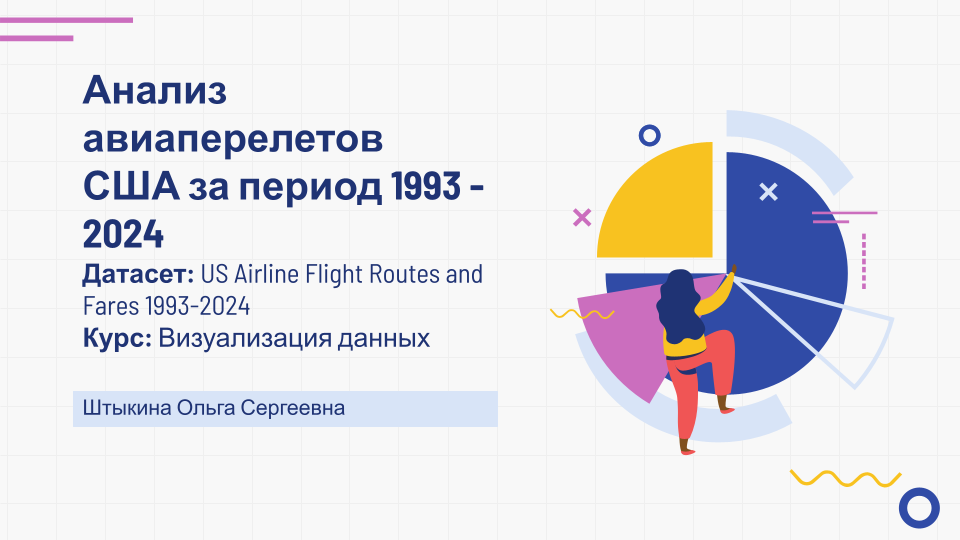 Анализ
авиаперелетов
США за период 1993 -
2024
Датасет: US Airline Flight Routes and
Fares 1993-2024
Курс: Визуализация данных
Штыкина Ольга Сергеевна